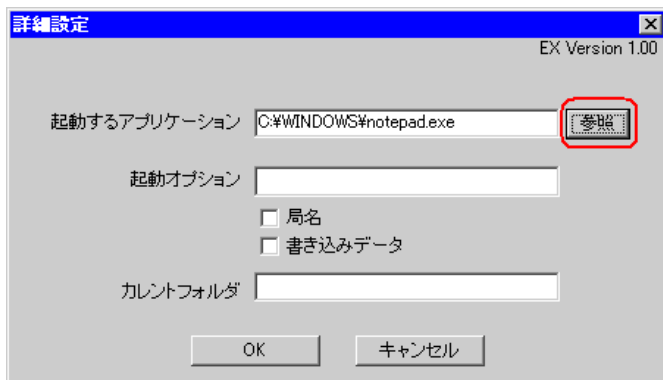 詳細設定
EX Version 1.00
起動するアプリケーション C:¥WINDOWS¥notepad.exe 参照
起動オプション
局名
書き込みデータ
カレントフォルダ
OK キャンセル